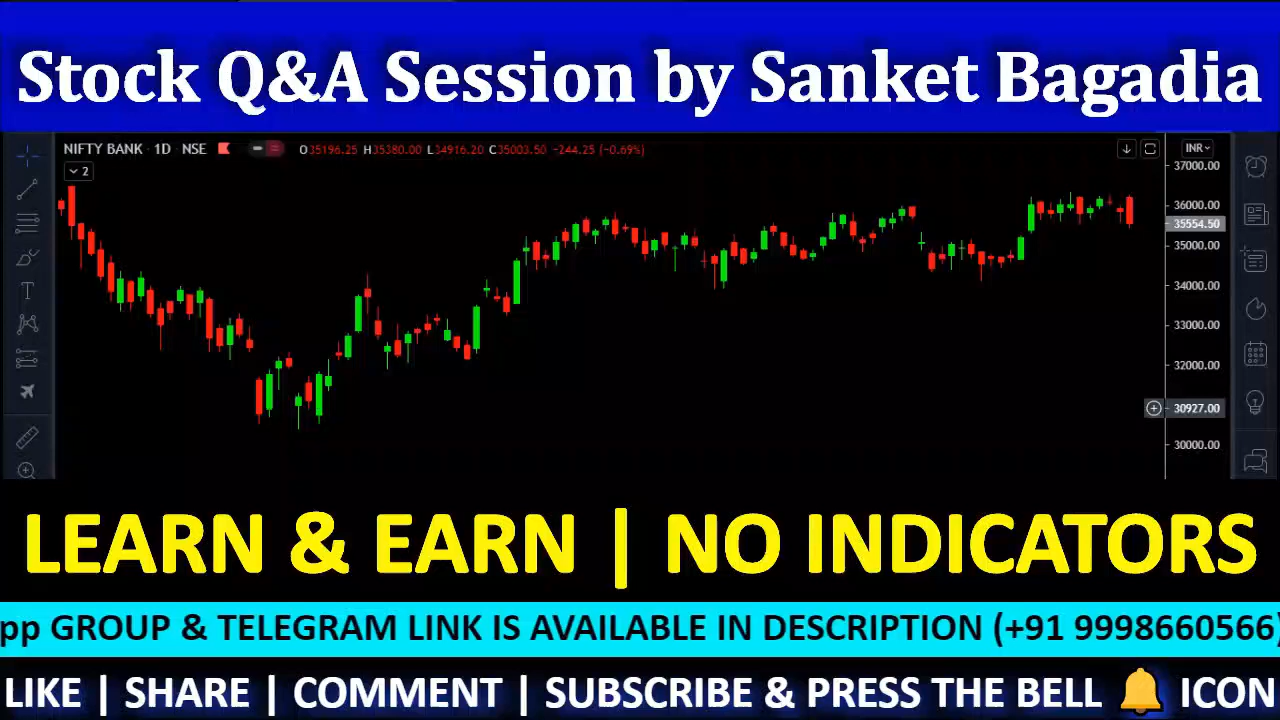 Stock Q&A Session by Sanket Bagadia
NIFTY BANK 1D NSE O35196.25 H35380.00 L34916.20 C35003.50 -244.25 (-0.69%) INR
2
37000.00
36000.00
35554.50
35000.00
34000.00
33000.00
32000.00
30927.00
30000.00
T
LEARN & EARN | NO INDICATORS
pp GROUP & TELEGRAM LINK IS AVAILABLE IN DESCRIPTION (+91 9998660566)
LIKE | SHARE | COMMENT | SUBSCRIBE & PRESS THE BELL 🔔 ICON